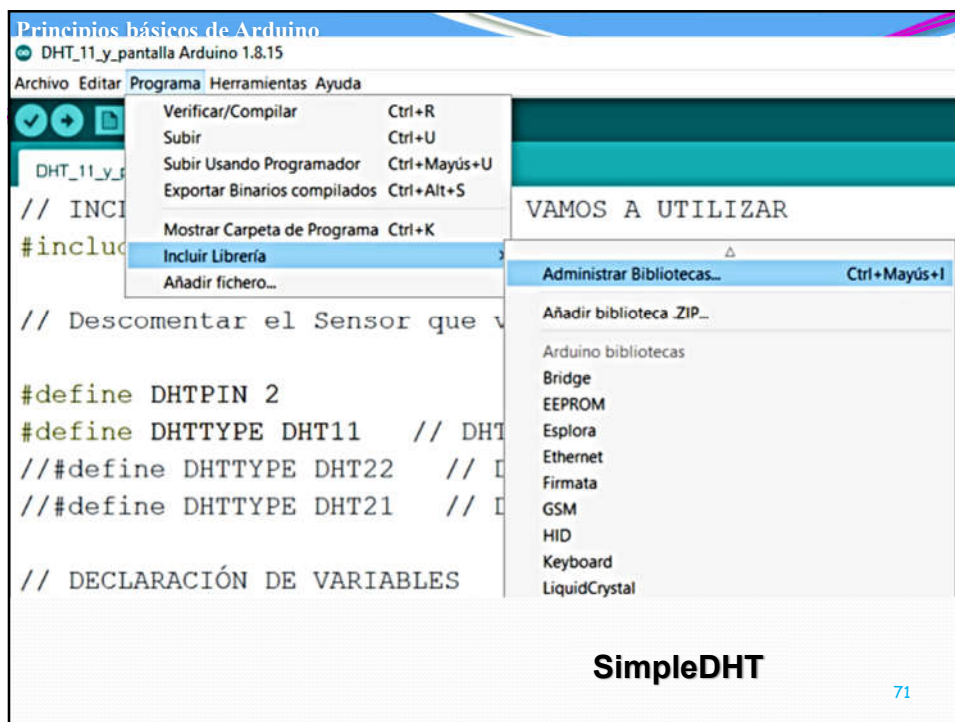 Principios básicos de Arduino
DHT_11_y_pantalla Arduino 1.8.15
Archivo Editar Programa Herramientas Ayuda
Verificar/Compilar Ctrl+R
Subir Ctrl+U
Subir Usando Programador Ctrl+Mayús+U
Exportar Binarios compilados Ctrl+Alt+S
Mostrar Carpeta de Programa Ctrl+K
Incluir Librería
Añadir fichero...
Administrar Bibliotecas... Ctrl+Mayús+I
Añadir biblioteca .ZIP...
Arduino bibliotecas
Bridge
EEPROM
Esplora
Ethernet
Firmata
GSM
HID
Keyboard
LiquidCrystal
DHT_11_y_p
// INCL VAMOS A UTILIZAR
#includ
// Descomentar el Sensor que v
#define DHTPIN 2
#define DHTTYPE DHT11 // DHT
//#define DHTTYPE DHT22 // D
//#define DHTTYPE DHT21 // D
// DECLARACIÓN DE VARIABLES
SimpleDHT
71